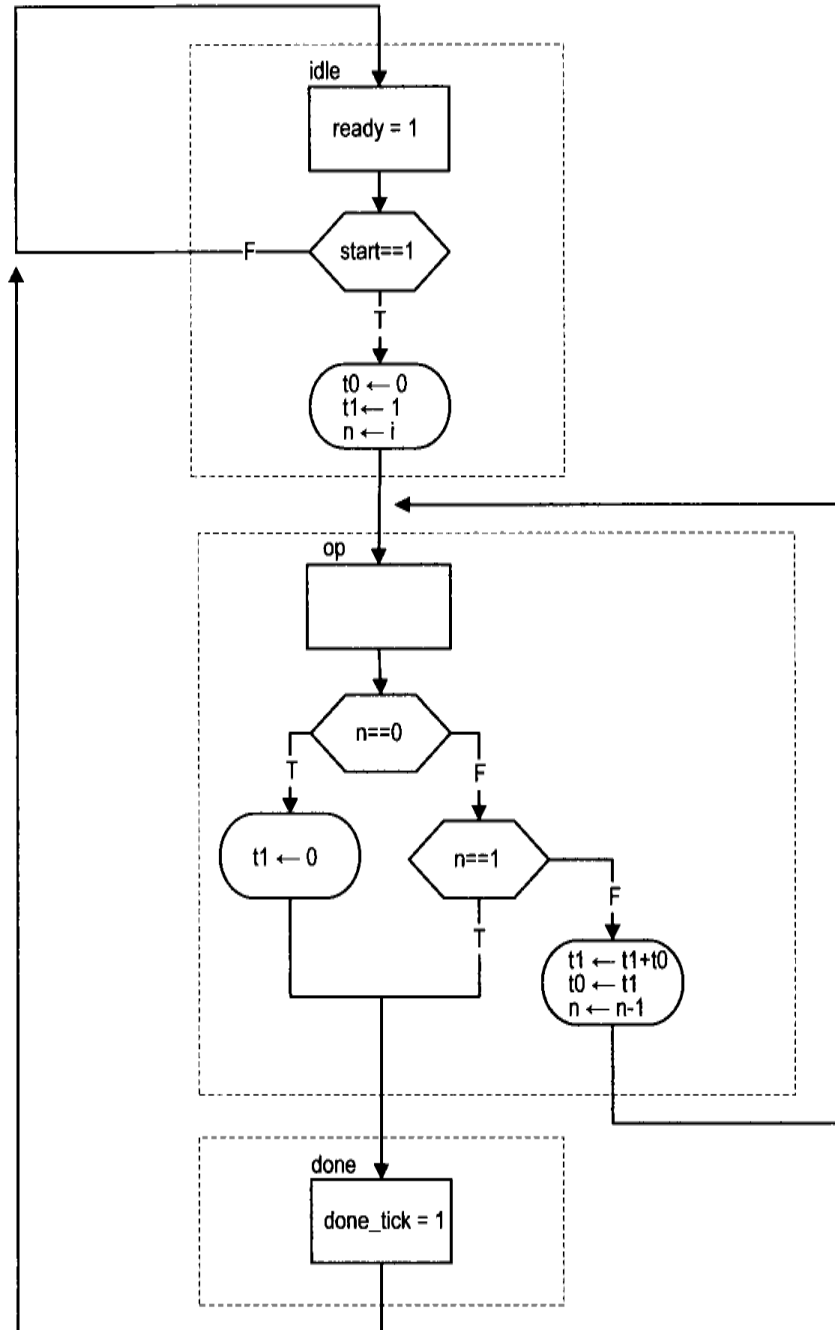 idle
ready = 1
start==1
F
T
t0 ← 0
t1 ← 1
n ← i
op
n==0
T
F
t1 ← 0
n==1
F
T
t1 ← t1+t0
t0 ← t1
n ← n-1
done
done_tick = 1